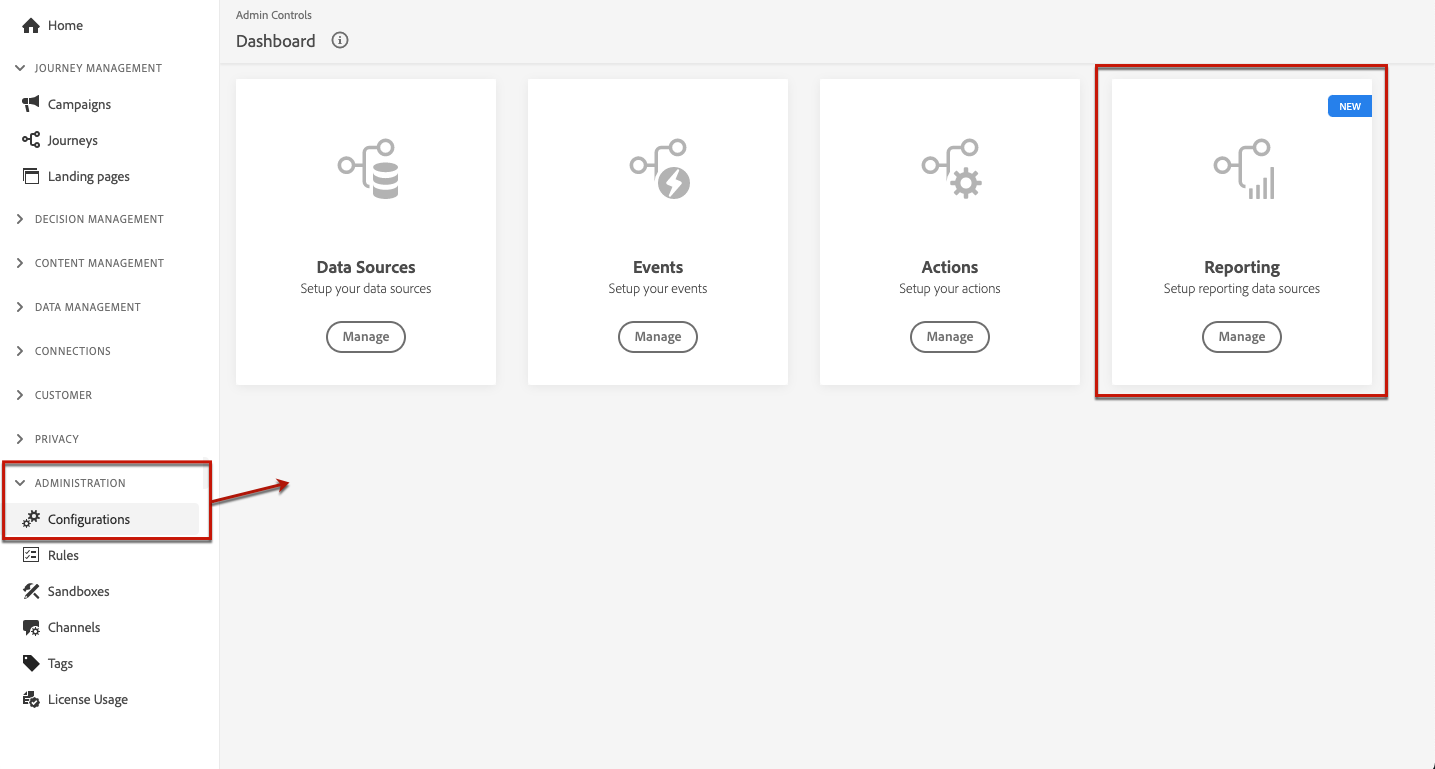 Home
JOURNEY MANAGEMENT
Campaigns
Journeys
Landing pages
DECISION MANAGEMENT
CONTENT MANAGEMENT
DATA MANAGEMENT
CONNECTIONS
CUSTOMER
PRIVACY
ADMINISTRATION
Configurations
Rules
Sandboxes
Channels
Tags
License Usage
Admin Controls
Dashboard
Data Sources
Setup your data sources
Manage
Events
Setup your events
Manage
Actions
Setup your actions
Manage
NEW
Reporting
Setup reporting data sources
Manage